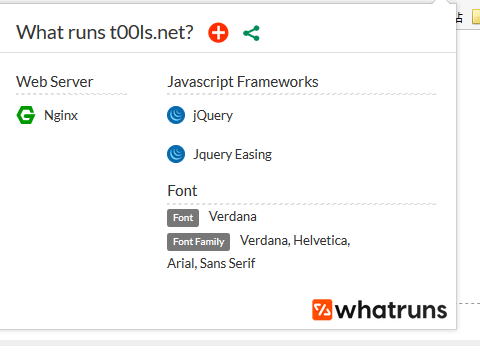 What runs t00ls.net?
Web Server
Nginx
Javascript Frameworks
jQuery
Jquery Easing
Font
Font Verdana
Font Family Verdana, Helvetica,
Arial, Sans Serif
whatruns